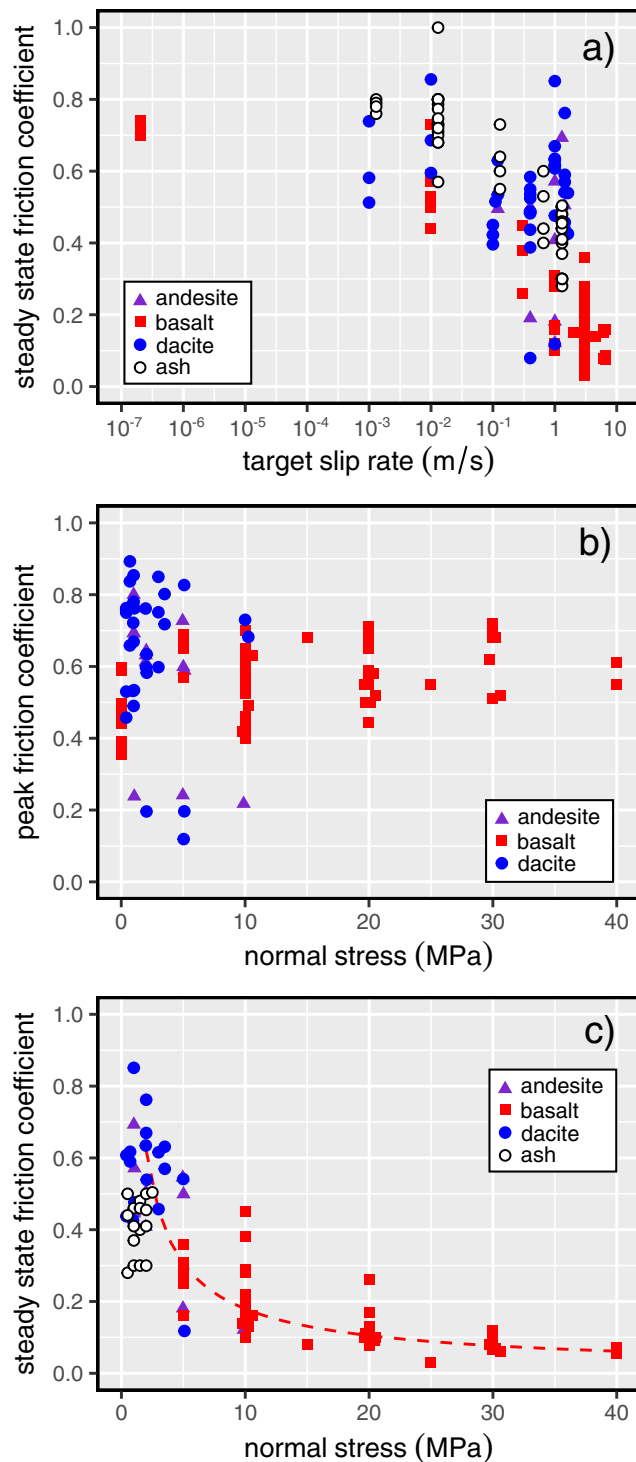 a)
steady state friction coefficient
1.0
0.8
0.6
0.4
0.2
0.0
andesite
basalt
dacite
ash
10⁻⁷ 10⁻⁶ 10⁻⁵ 10⁻⁴ 10⁻³ 10⁻² 10⁻¹ 1 10
target slip rate (m/s)
b)
peak friction coefficient
1.0
0.8
0.6
0.4
0.2
0.0
andesite
basalt
dacite
0 10 20 30 40
normal stress (MPa)
c)
steady state friction coefficient
1.0
0.8
0.6
0.4
0.2
0.0
andesite
basalt
dacite
ash
0 10 20 30 40
normal stress (MPa)